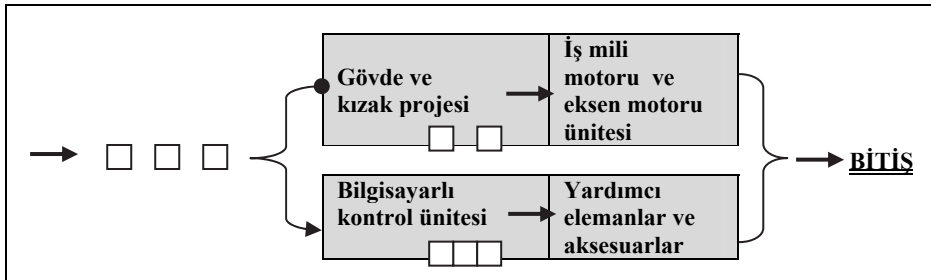 Gövde ve
kızak projesi
İş mili
motoru ve
eksen motoru
ünitesi
BİTİŞ
Bilgisayarlı
kontrol ünitesi
Yardımcı
elemanlar ve
aksesuarlar